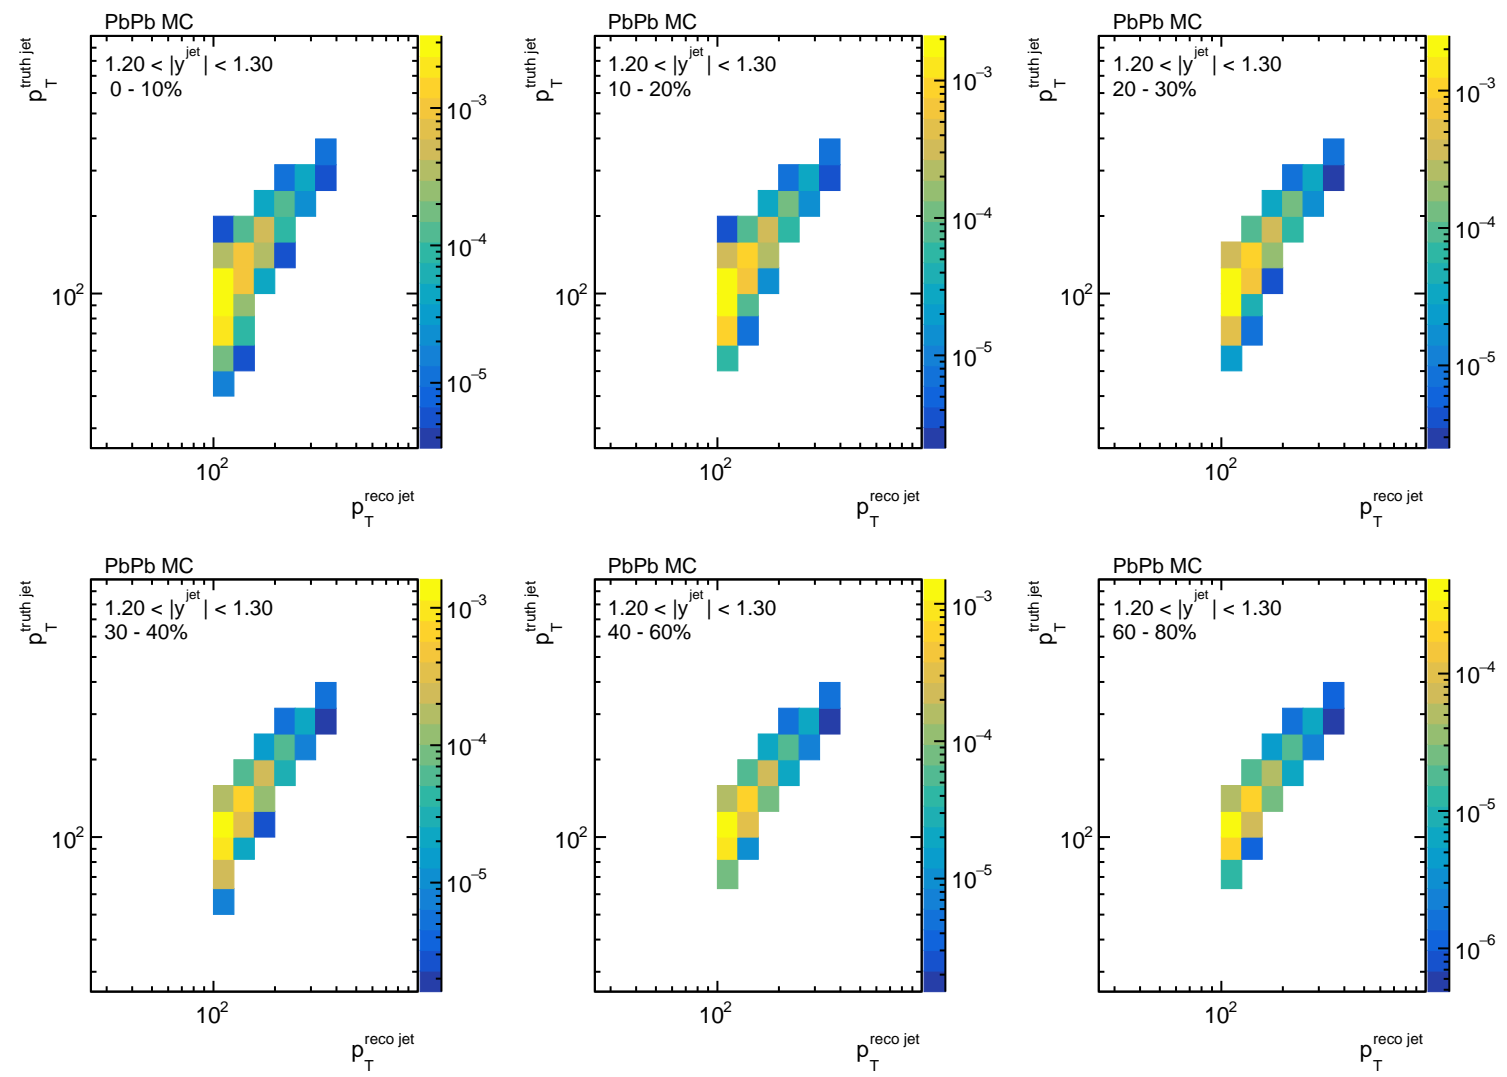 PbPb MC
1.20 < |y^jet| < 1.30
0 - 10%
p_T^truth jet
10^2
10^2
p_T^reco jet
10^−3
10^−4
10^−5
PbPb MC
1.20 < |y^jet| < 1.30
10 - 20%
p_T^truth jet
10^2
10^2
p_T^reco jet
10^−3
10^−4
10^−5
PbPb MC
1.20 < |y^jet| < 1.30
20 - 30%
p_T^truth jet
10^2
10^2
p_T^reco jet
10^−3
10^−4
10^−5
PbPb MC
1.20 < |y^jet| < 1.30
30 - 40%
p_T^truth jet
10^2
10^2
p_T^reco jet
10^−3
10^−4
10^−5
PbPb MC
1.20 < |y^jet| < 1.30
40 - 60%
p_T^truth jet
10^2
10^2
p_T^reco jet
10^−3
10^−4
10^−5
PbPb MC
1.20 < |y^jet| < 1.30
60 - 80%
p_T^truth jet
10^2
10^2
p_T^reco jet
10^−4
10^−5
10^−6